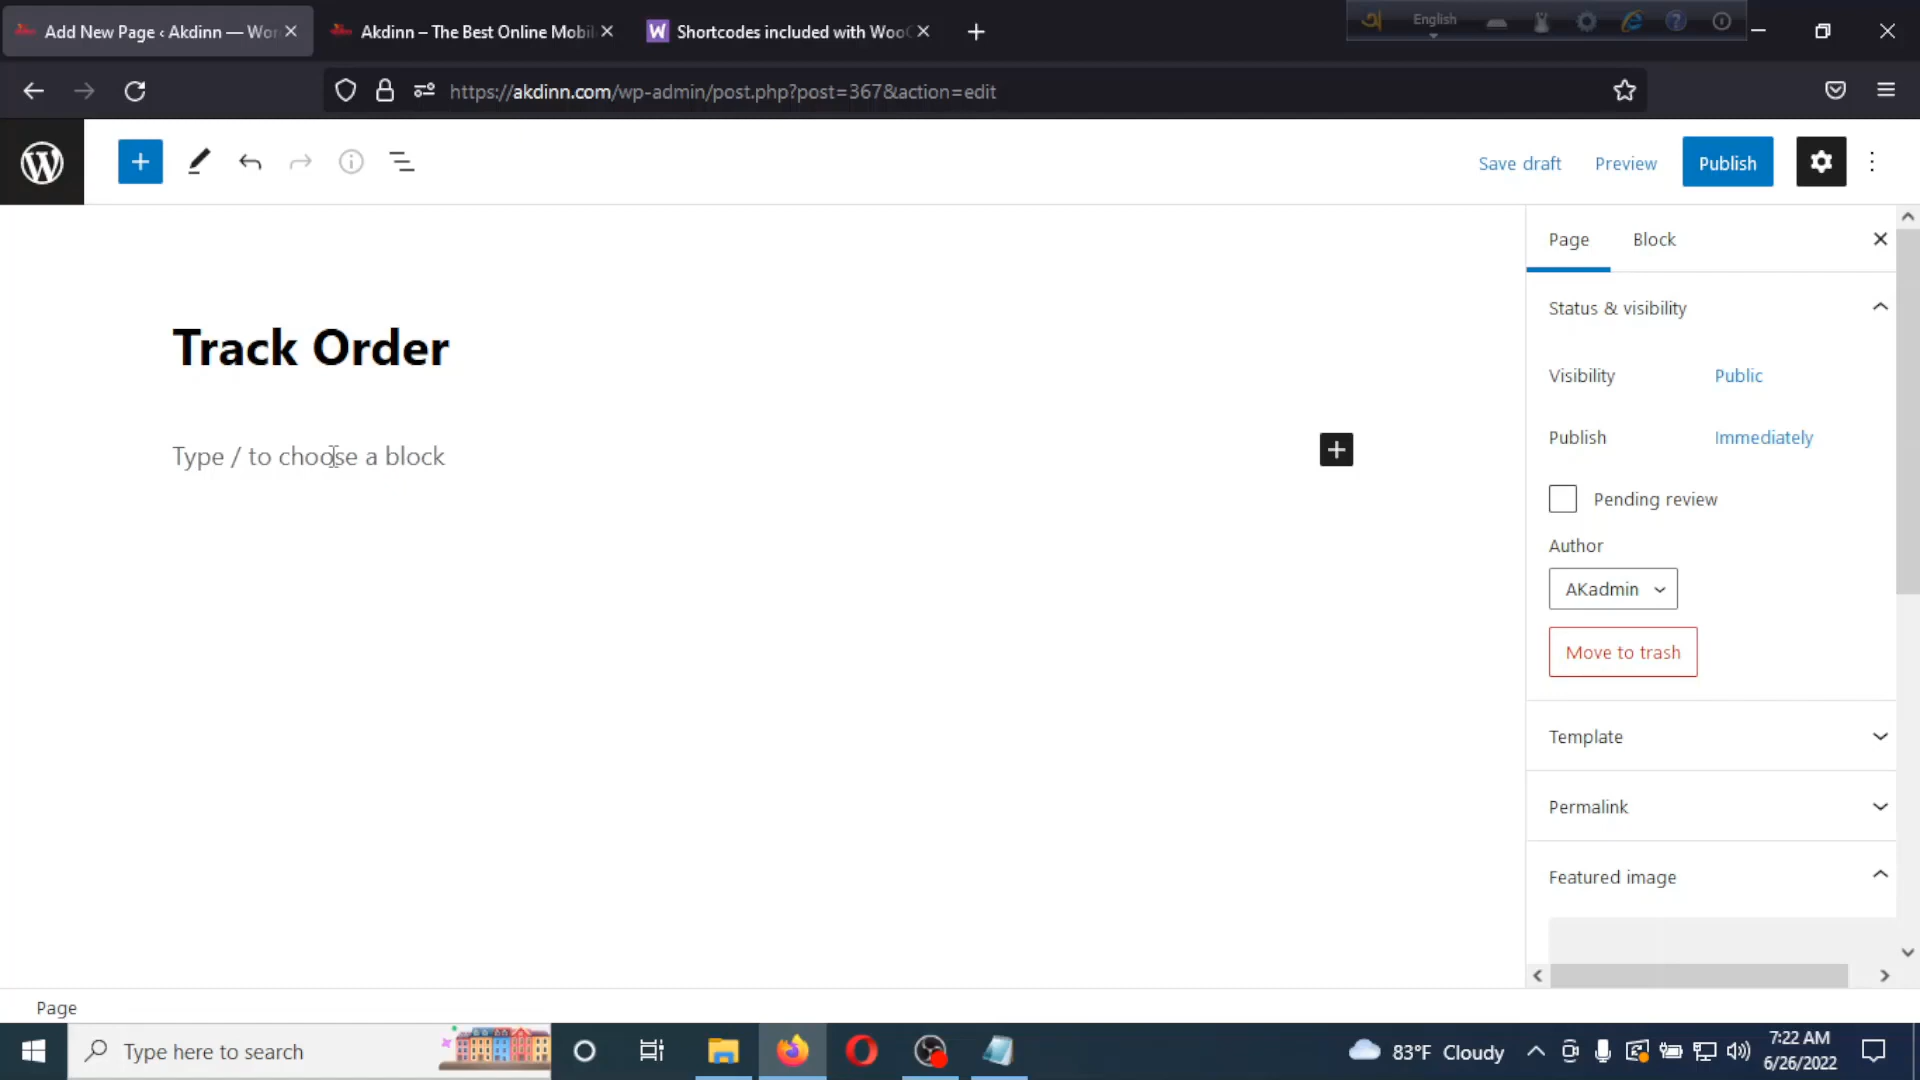 Add New Page ‹ Akdinn — Wor
Akdinn – The Best Online Mobil
Shortcodes included with WooC
English
https://akdinn.com/wp-admin/post.php?post=367&action=edit
Save draft
Preview
Publish
Page
Block
Track Order
Type / to choose a block
Status & visibility
Visibility
Public
Publish
Immediately
Pending review
Author
AKadmin
Move to trash
Template
Permalink
Featured image
Page
Type here to search
83°F Cloudy
7:22 AM
6/26/2022